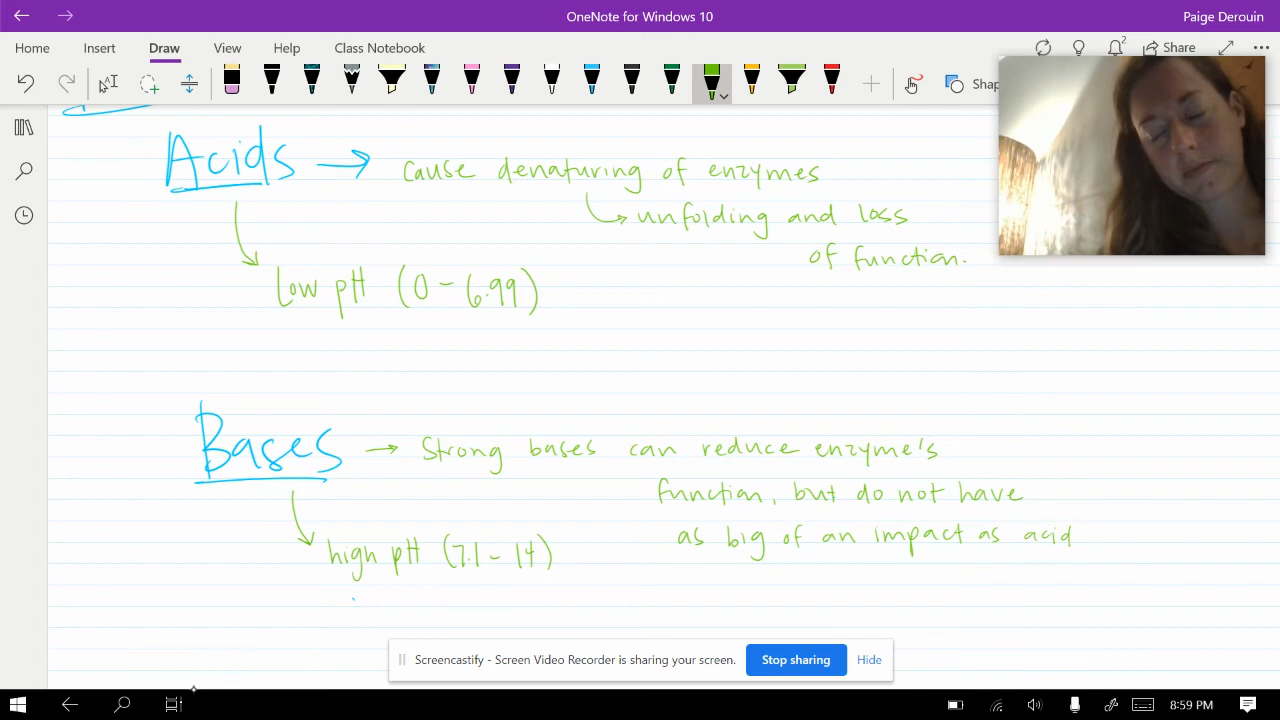 OneNote for Windows 10
Paige Derouin
Home Insert Draw View Help Class Notebook
2
Share
Shap
Acids → cause denaturing of enzymes
unfolding and loss
of function.
Low pH (0 - 6.99)
Bases → Strong bases can reduce enzyme's
function, but do not have
as big of an impact as acid
high pH (7.1 - 14)
Screencastify - Screen Video Recorder is sharing your screen. Stop sharing Hide
8:59 PM